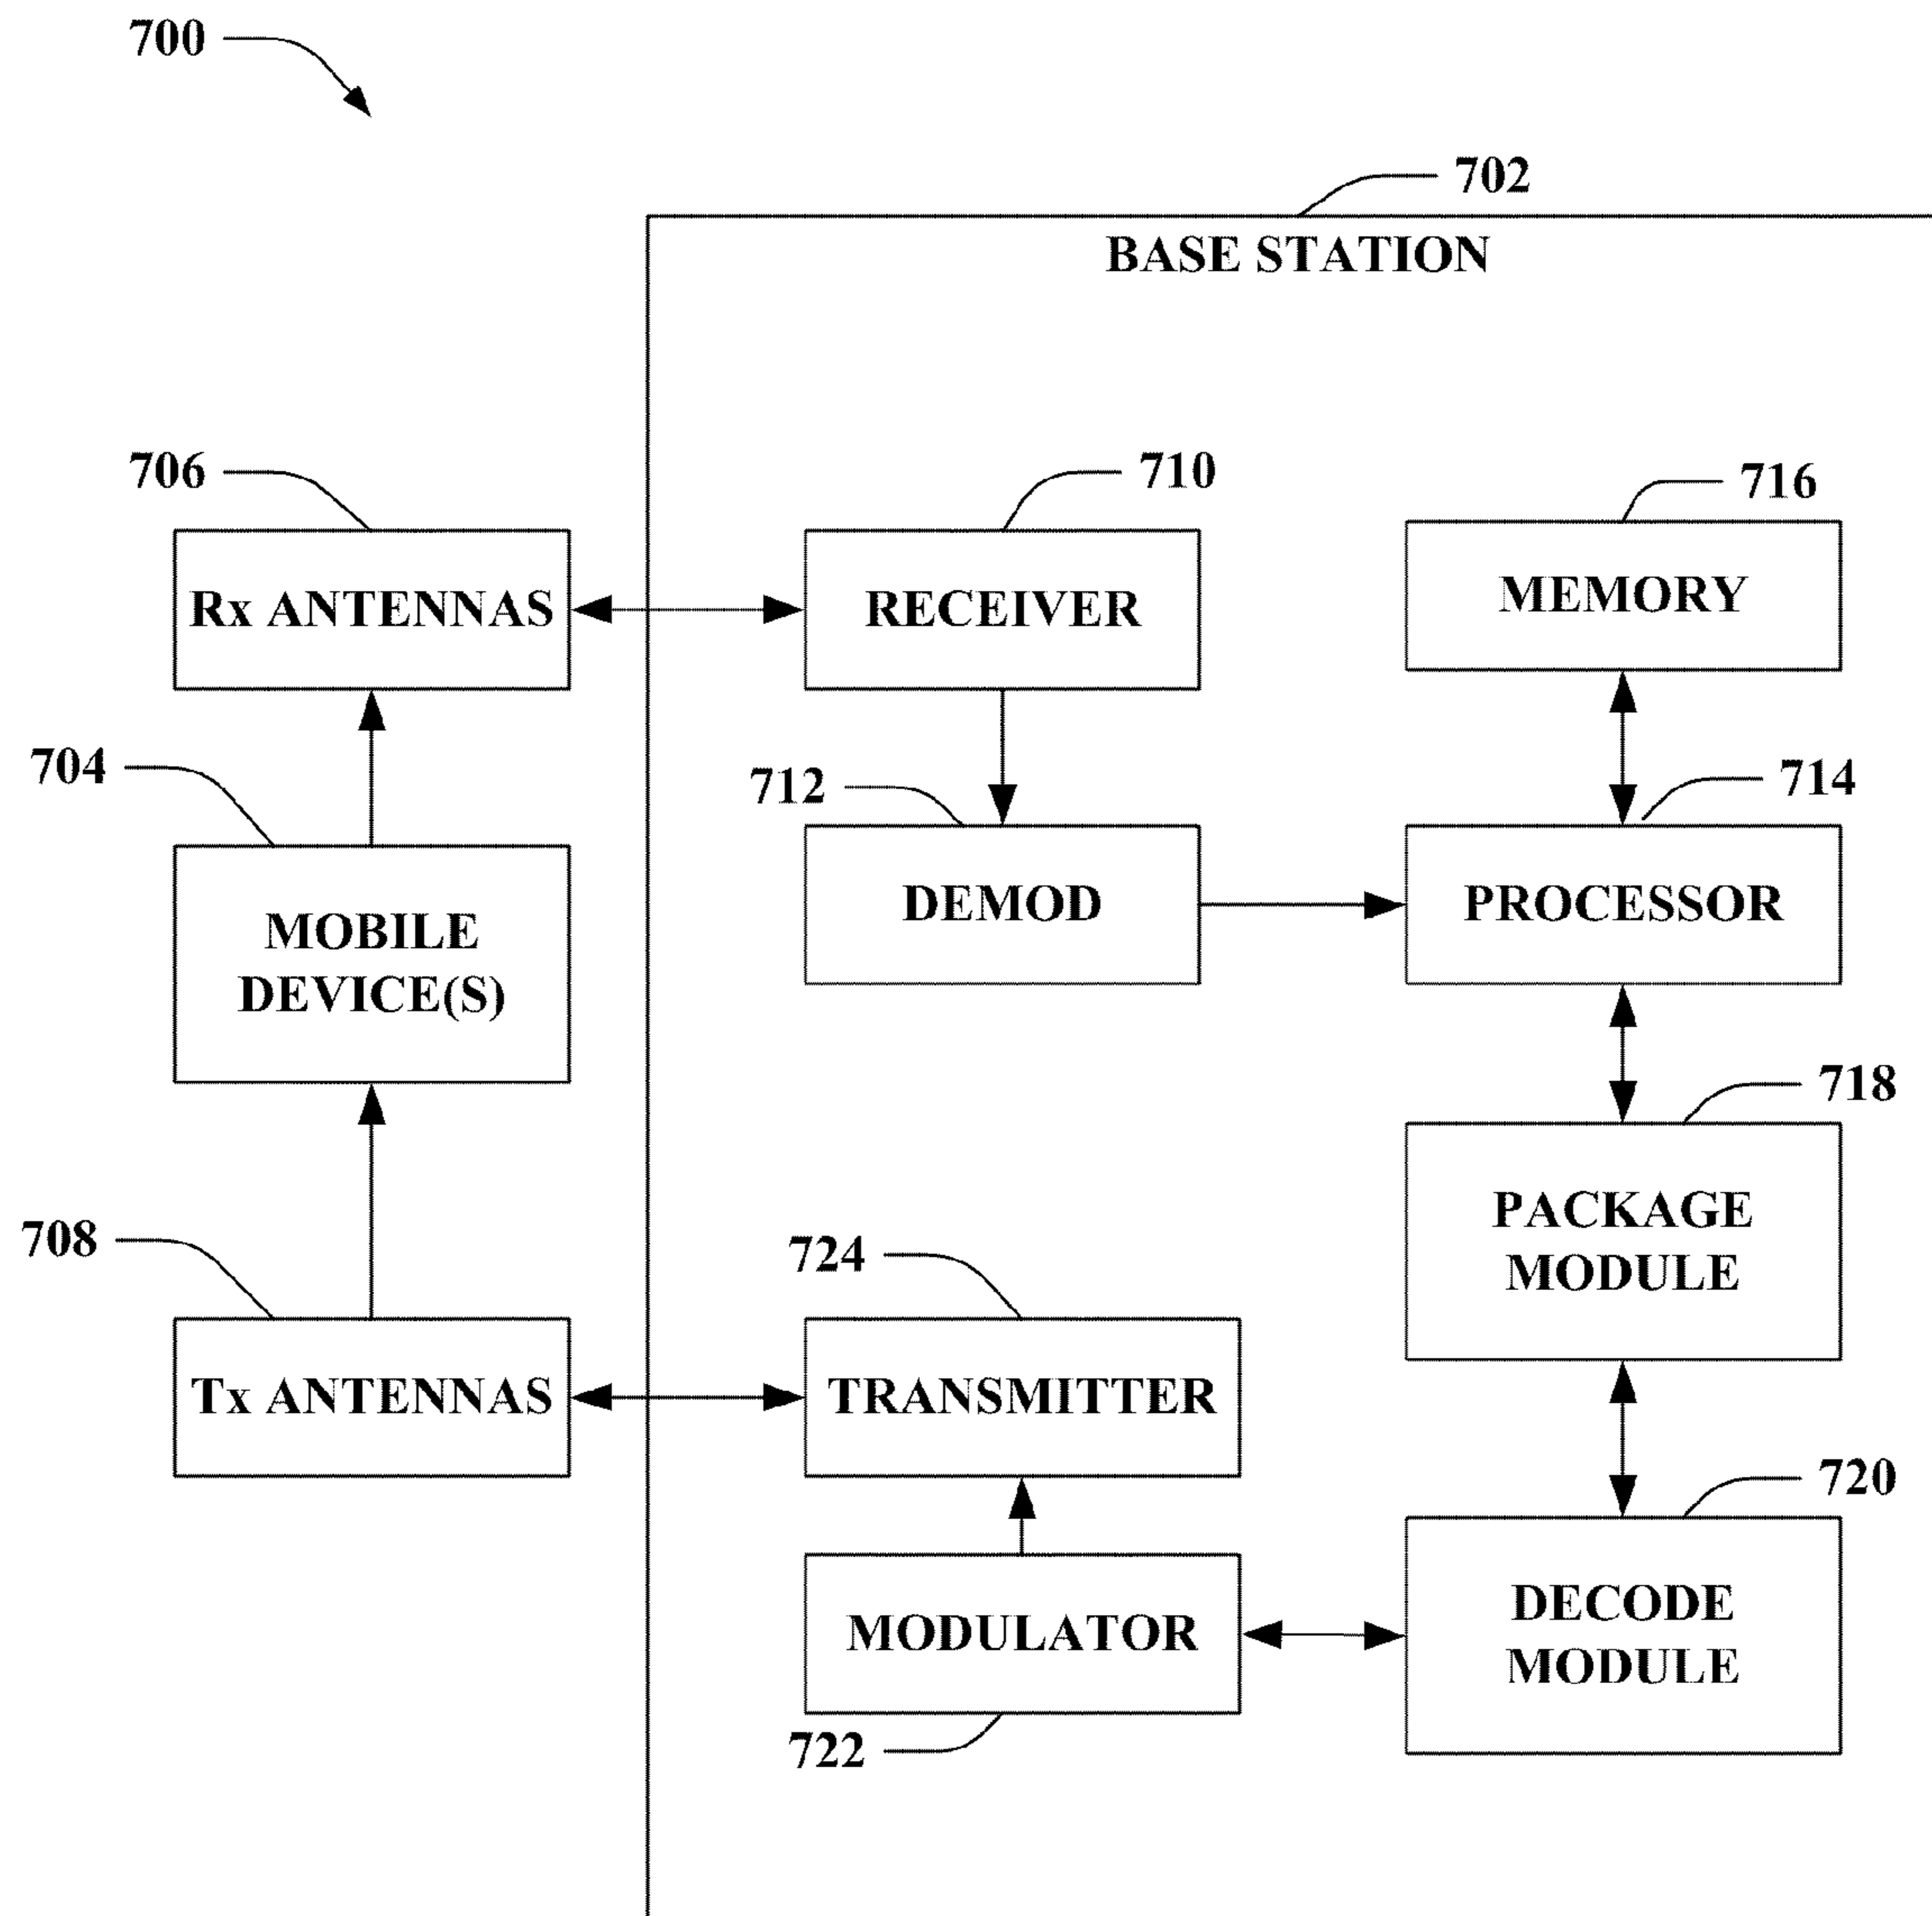 700
702
BASE STATION
706
710
716
Rx ANTENNAS
RECEIVER
MEMORY
704
712
714
MOBILE
DEVICE(S)
DEMOD
PROCESSOR
718
708
724
PACKAGE
MODULE
Tx ANTENNAS
TRANSMITTER
720
MODULATOR
DECODE
MODULE
722